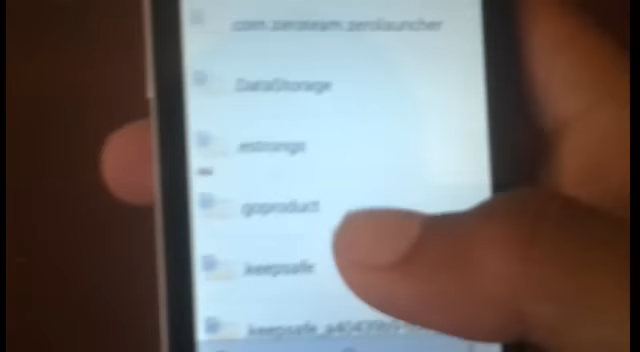 .com.zeroteam.zerolauncher
.DataStorage
.estrongs
.goproduct
.keepsafe